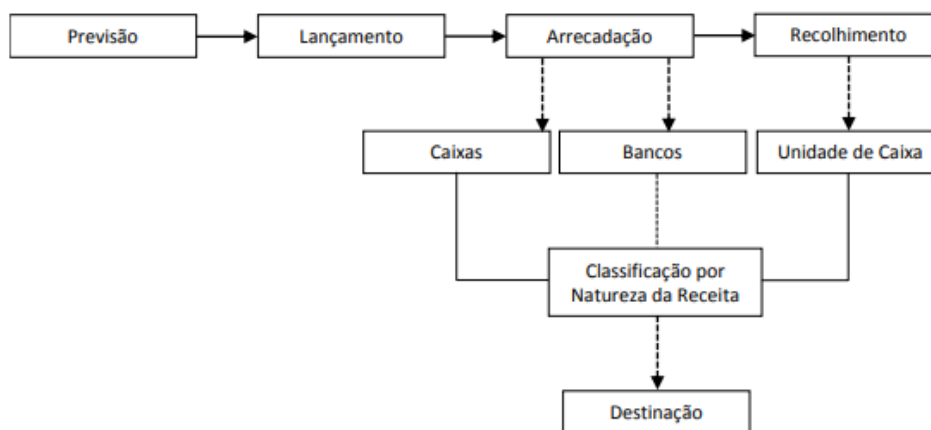 Previsão
Lançamento
Arrecadação
Recolhimento
Caixas
Bancos
Unidade de Caixa
Classificação por
Natureza da Receita
Destinação